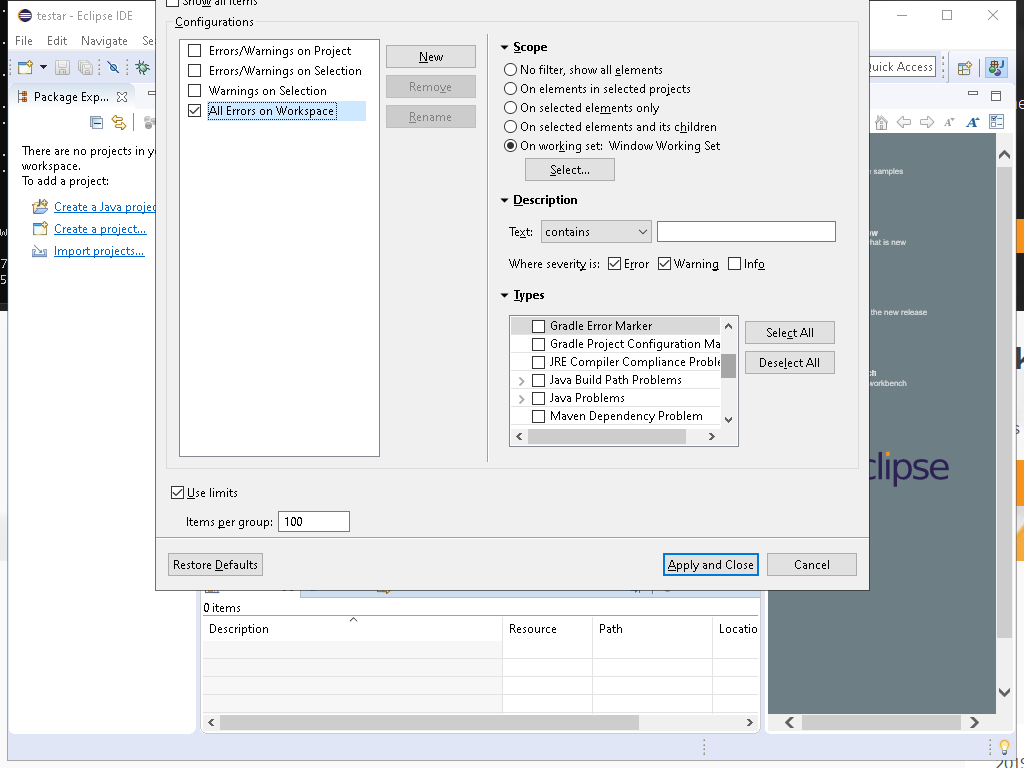 Show all items
testar - Eclipse IDE
Configurations
File Edit Navigate Se
Errors/Warnings on Project
Errors/Warnings on Selection
Warnings on Selection
All Errors on Workspace
New
Remove
Rename
Scope
No filter, show all elements
On elements in selected projects
On selected elements only
On selected elements and its children
On working set: Window Working Set
Select...
Quick Access
Package Exp...
There are no projects in y
workspace.
To add a project:
Create a Java projec
Create a project...
Import projects...
Description
Text: contains
Where severity is: Error Warning Info
Types
Gradle Error Marker
Gradle Project Configuration Ma
JRE Compiler Compliance Proble
Java Build Path Problems
Java Problems
Maven Dependency Problem
Select All
Deselect All
samples
hat is new
the new release
workbench
clipse
Use limits
Items per group: 100
Restore Defaults
Apply and Close
Cancel
0 items
Description Resource Path Locatio
2019